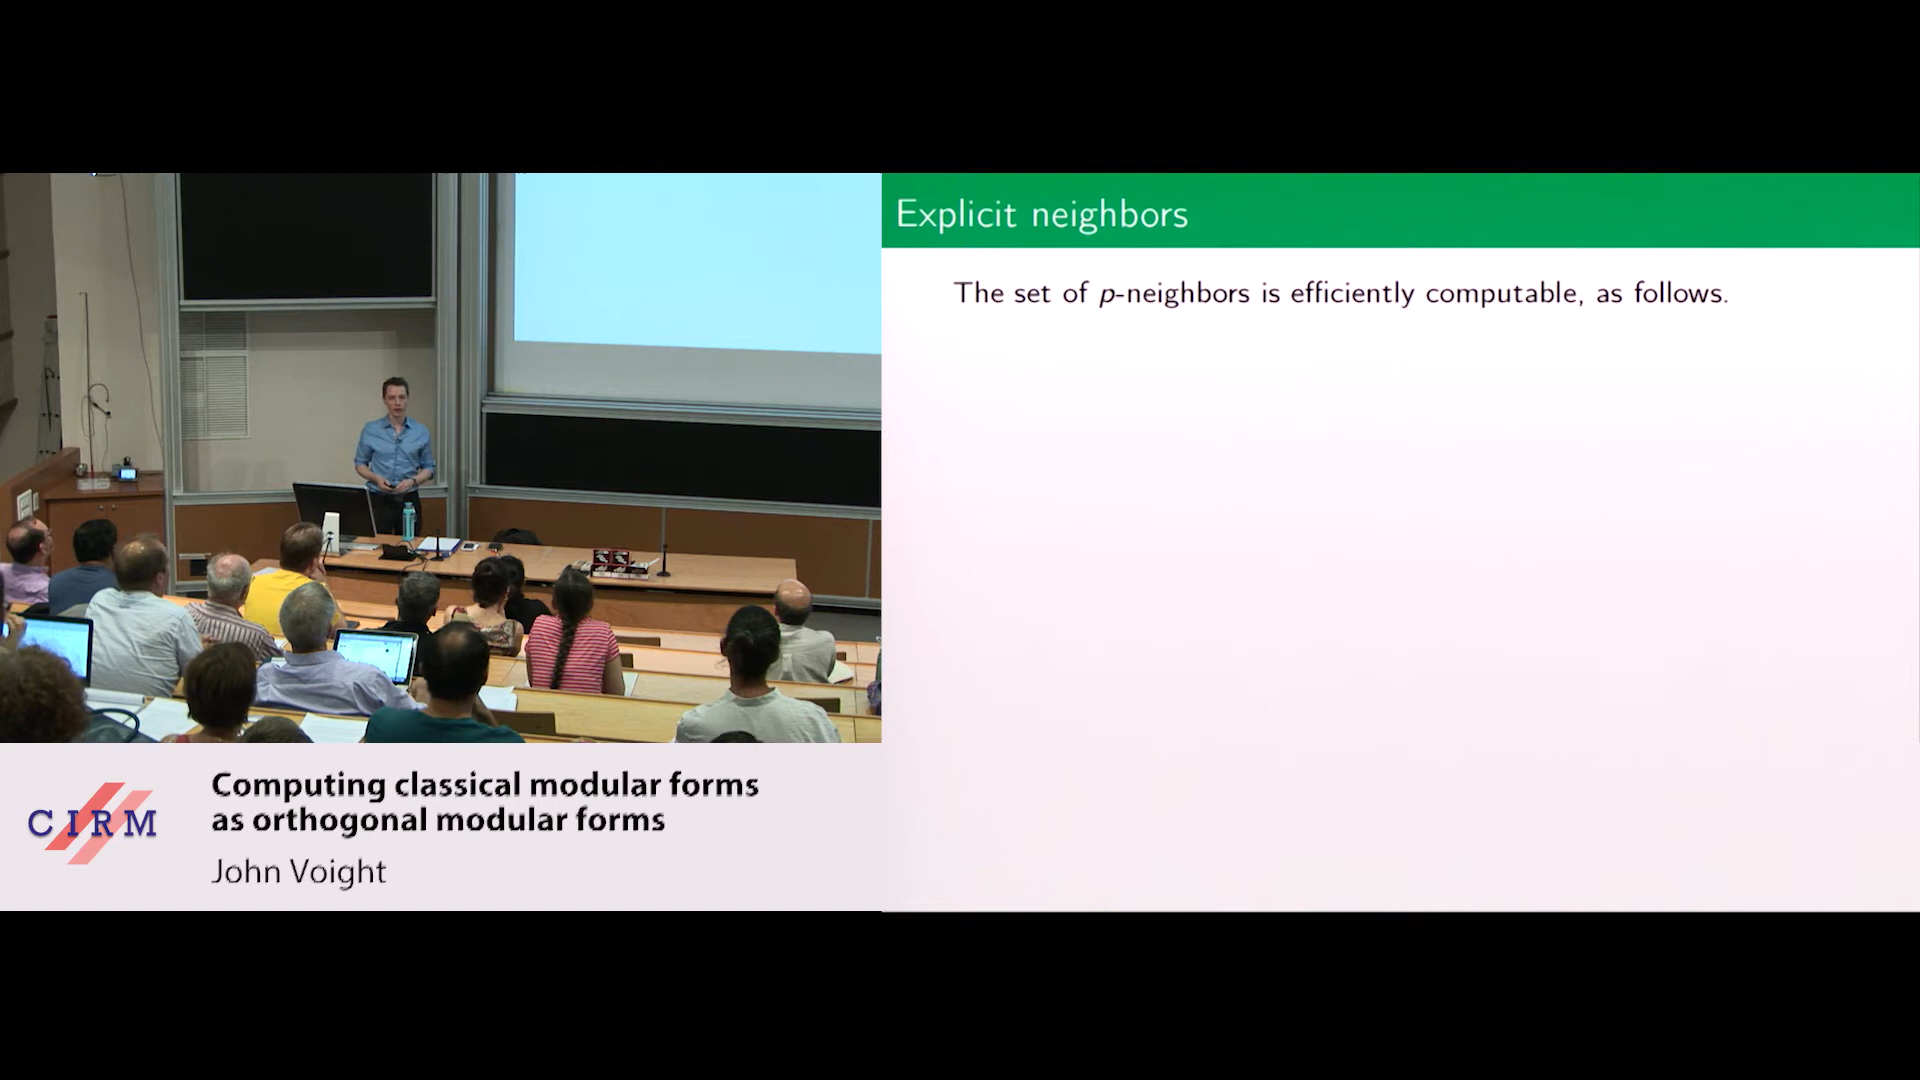 Explicit neighbors
The set of p-neighbors is efficiently computable, as follows.
CIRM
Computing classical modular forms
as orthogonal modular forms
John Voight